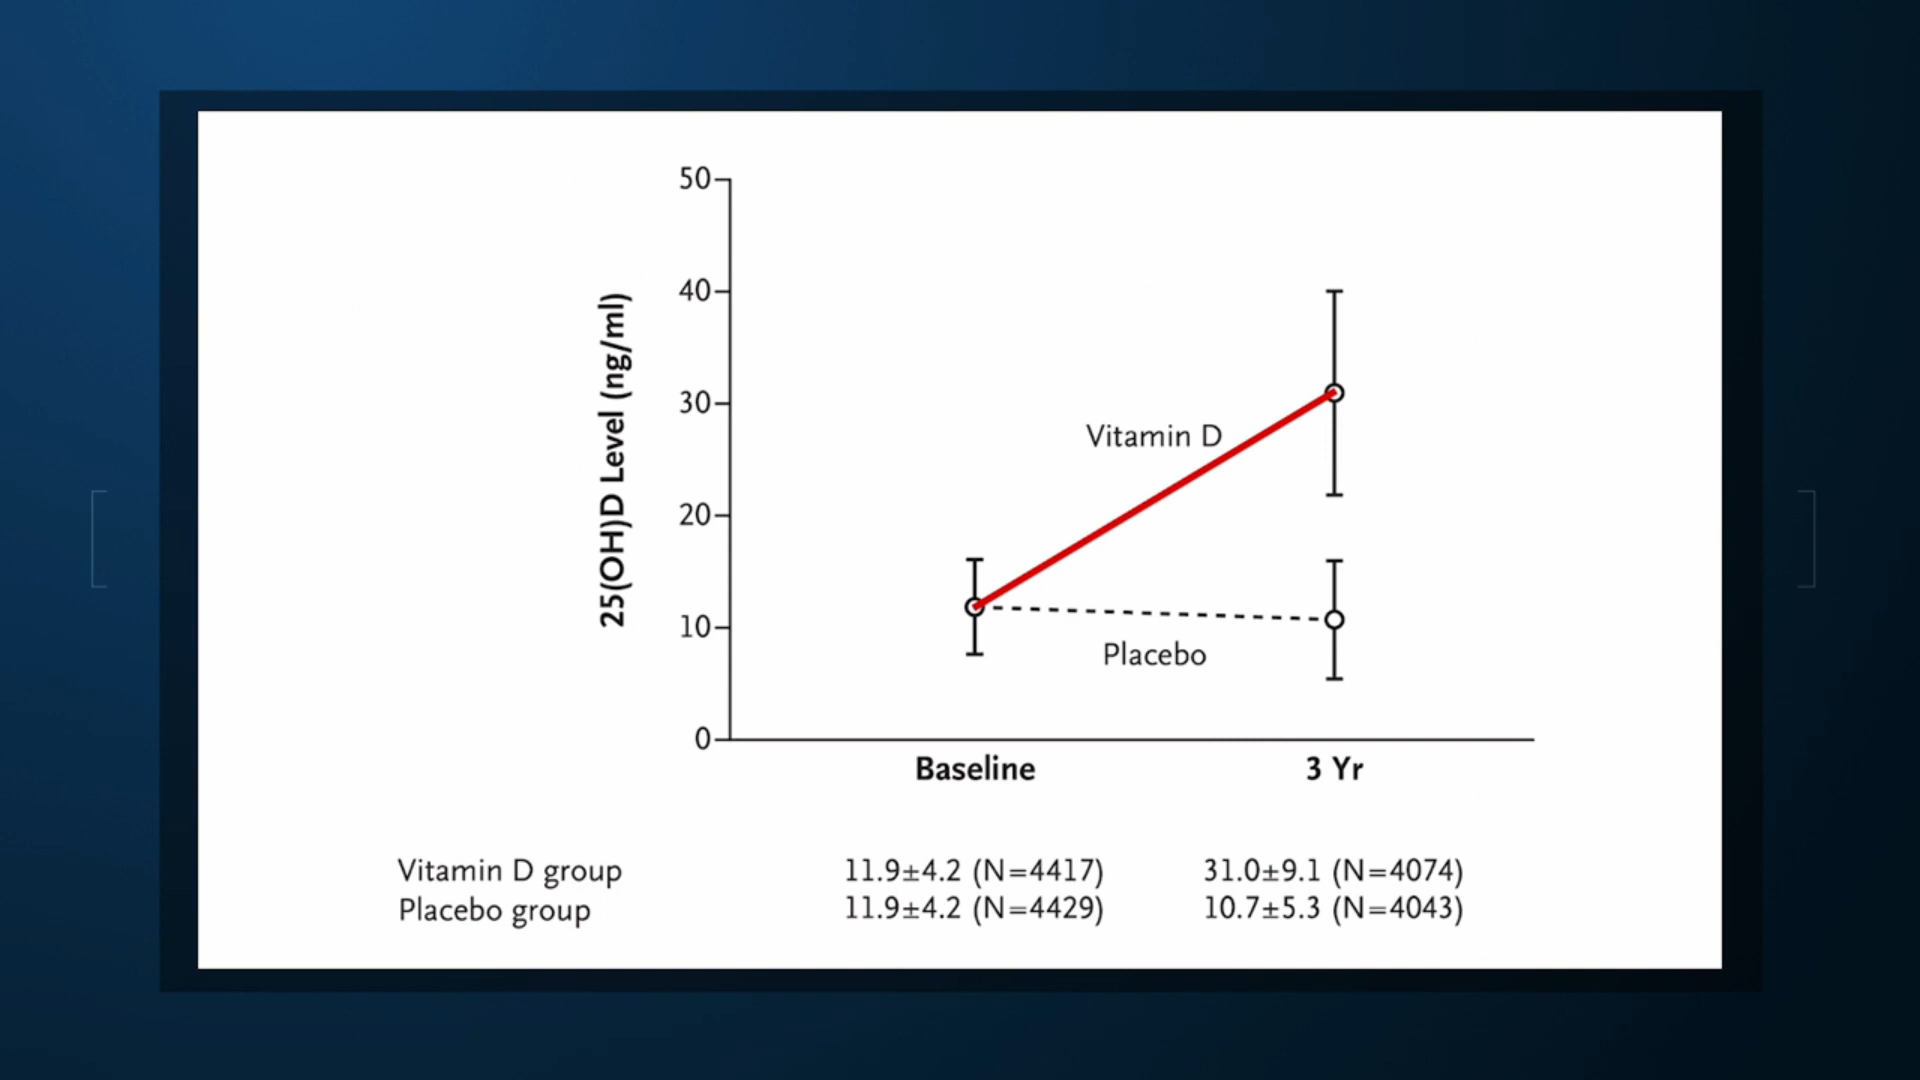 50
40
30
20
10
0
25(OH)D Level (ng/ml)
Vitamin D
Placebo
Baseline 3 Yr
Vitamin D group 11.9±4.2 (N=4417) 31.0±9.1 (N=4074)
Placebo group 11.9±4.2 (N=4429) 10.7±5.3 (N=4043)